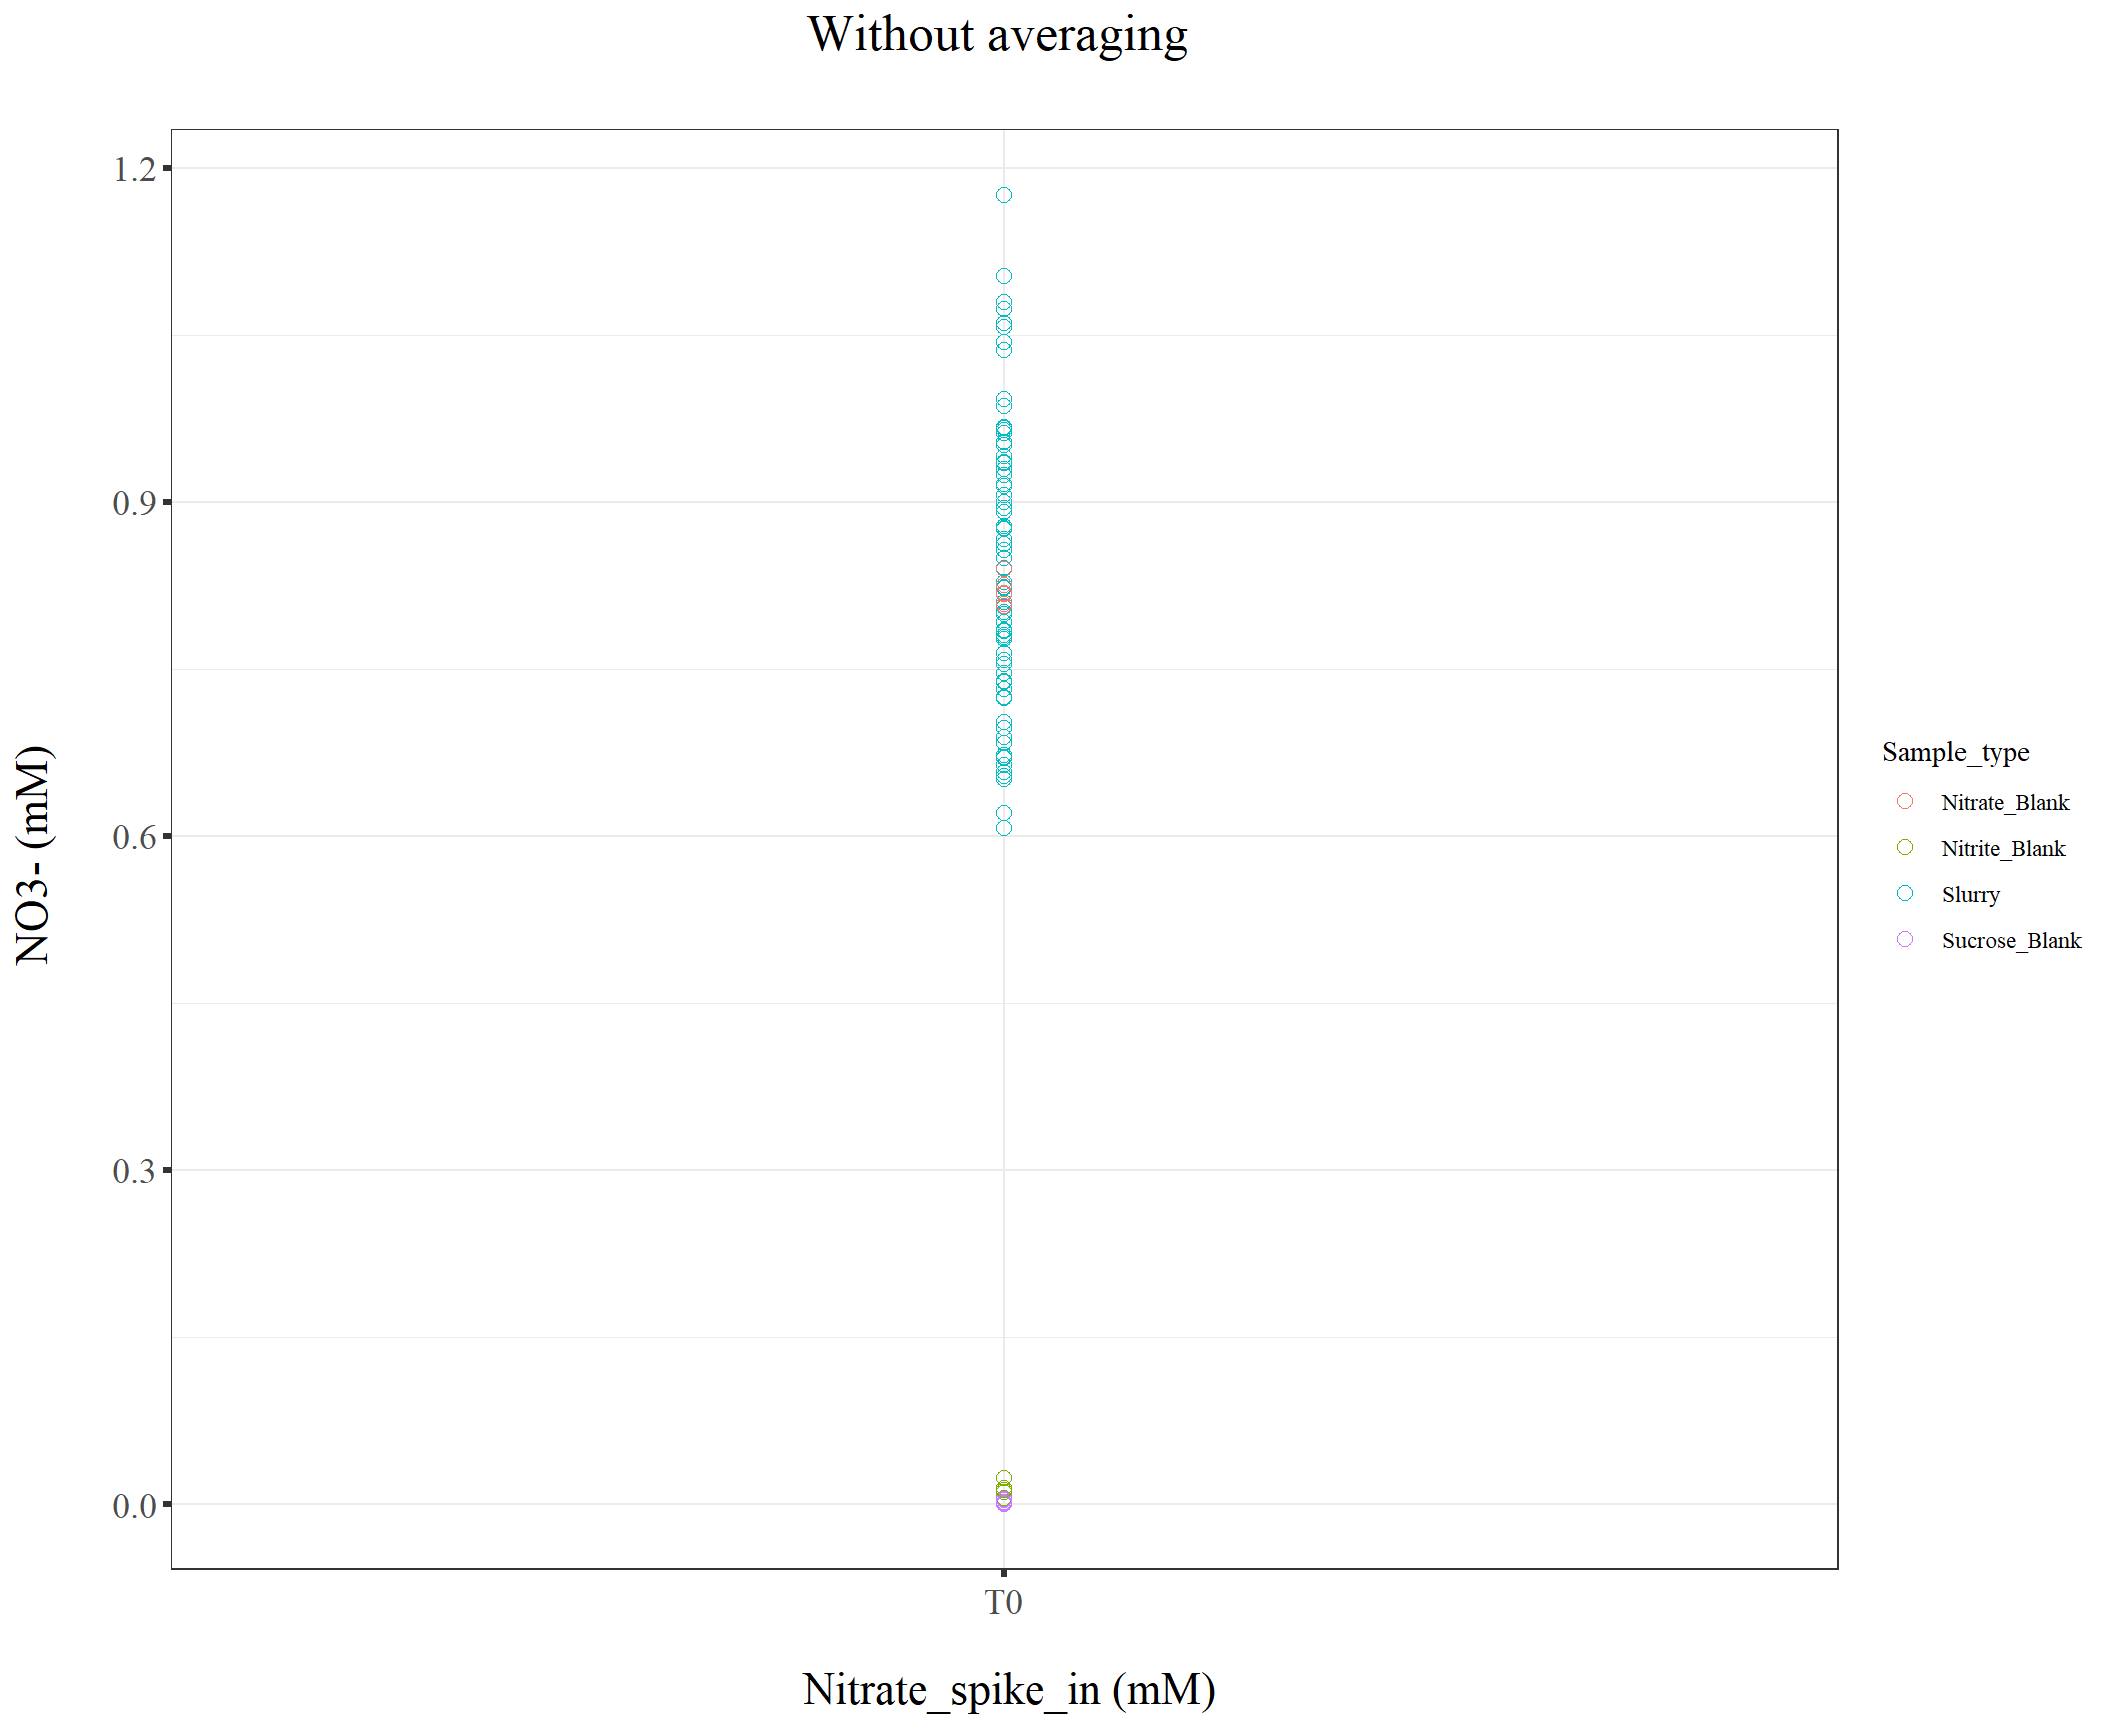 Without averaging
1.2
0.9
0.6
0.3
0.0
NO3- (mM)
T0
Nitrate_spike_in (mM)
Sample_type
Nitrate_Blank
Nitrite_Blank
Slurry
Sucrose_Blank